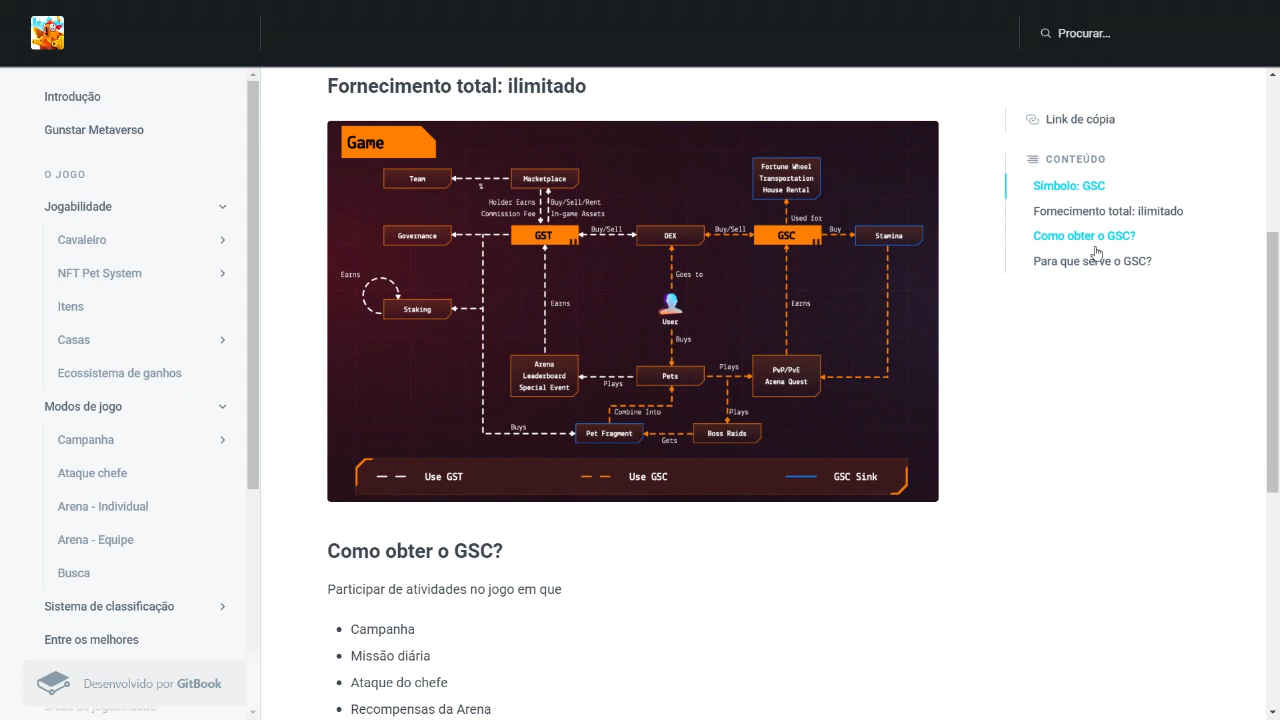 Procurar...
Introdução
Gunstar Metaverso
O JOGO
Jogabilidade
Cavaleiro
NFT Pet System
Itens
Casas
Ecossistema de ganhos
Modos de jogo
Campanha
Ataque chefe
Arena - Individual
Arena - Equipe
Busca
Sistema de classificação
Entre os melhores
Desenvolvido por GitBook
Dicas de jogabilidade
Fornecimento total: ilimitado
Game
Team
%
Marketplace
Fortune Wheel
Transportation
House Rental
Holder Earns
Commission Fee
Buy/Sell/Rent
In-game Assets
Used for
Governance
GST
Buy/Sell
DEX
Buy/Sell
GSC
Buy
Stamina
Earns
Goes to
Staking
Earns
User
Earns
Buys
Arena
Leaderboard
Special Event
Plays
Pets
Plays
PvP/PvE
Arena Quest
Combine Into
Plays
Buys
Pet Fragment
Gets
Boss Raids
Use GST
Use GSC
GSC Sink
Como obter o GSC?
Participar de atividades no jogo em que
Campanha
Missão diária
Ataque do chefe
Recompensas da Arena
Link de cópia
CONTEÚDO
Símbolo: GSC
Fornecimento total: ilimitado
Como obter o GSC?
Para que serve o GSC?